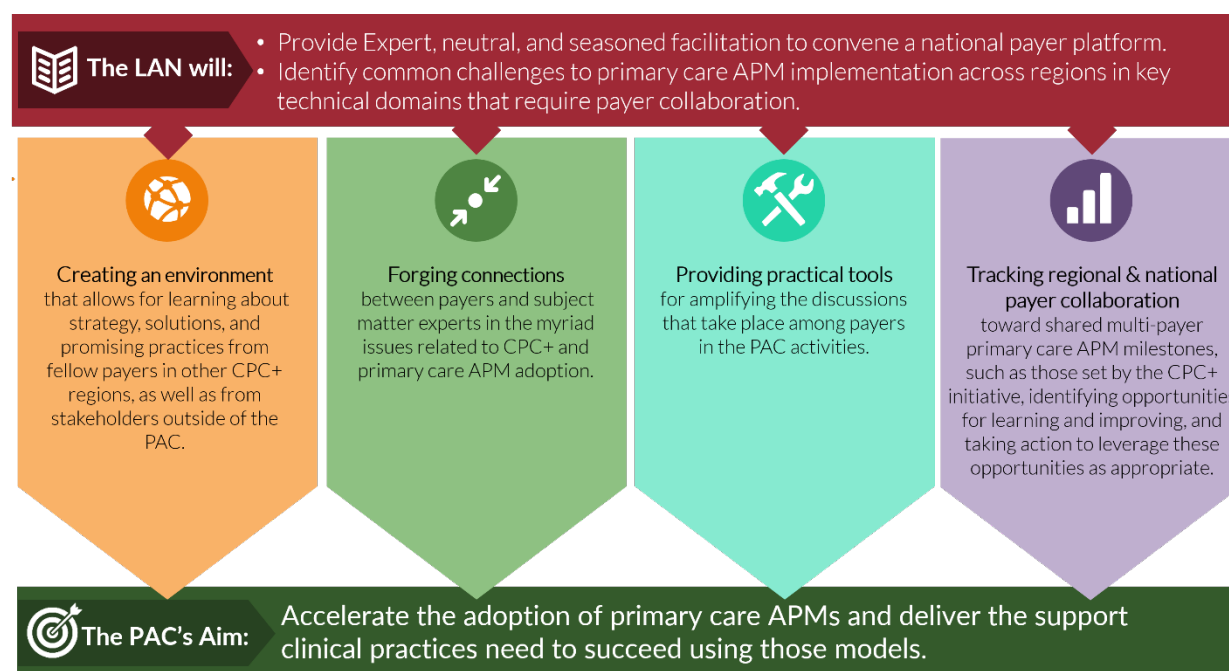 The LAN will:
• Provide Expert, neutral, and seasoned facilitation to convene a national payer platform.
• Identify common challenges to primary care APM implementation across regions in key
technical domains that require payer collaboration.
Creating an environment
that allows for learning about
strategy, solutions, and
promising practices from
fellow payers in other CPC+
regions, as well as from
stakeholders outside of the
PAC.
Forging connections
between payers and subject
matter experts in the myriad
issues related to CPC+ and
primary care APM adoption.
Providing practical tools
for amplifying the discussions
that take place among payers
in the PAC activities.
Tracking regional & national
payer collaboration
toward shared multi-payer
primary care APM milestones,
such as those set by the CPC+
initiative, identifying opportunitie
for learning and improving, and
taking action to leverage these
opportunities as appropriate.
The PAC's Aim:
Accelerate the adoption of primary care APMs and deliver the support
clinical practices need to succeed using those models.